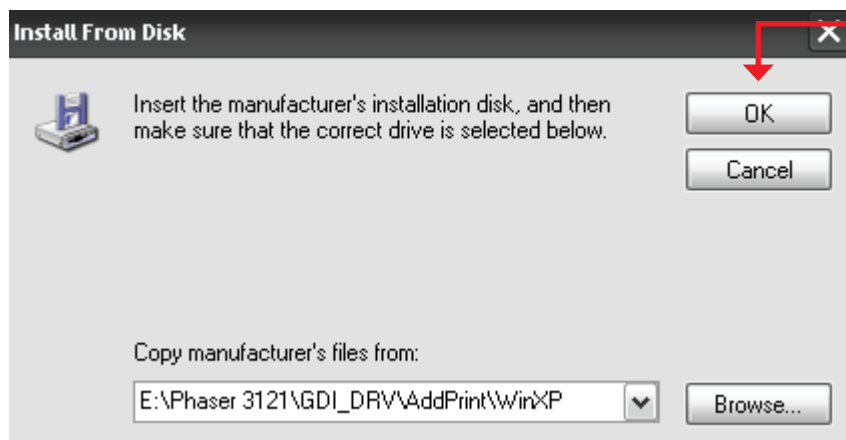 Install From Disk
Insert the manufacturer's installation disk, and then
make sure that the correct drive is selected below.
OK
Cancel
Copy manufacturer's files from:
E:\Phaser 3121\GDI_DRV\AddPrint\WinXP
Browse...